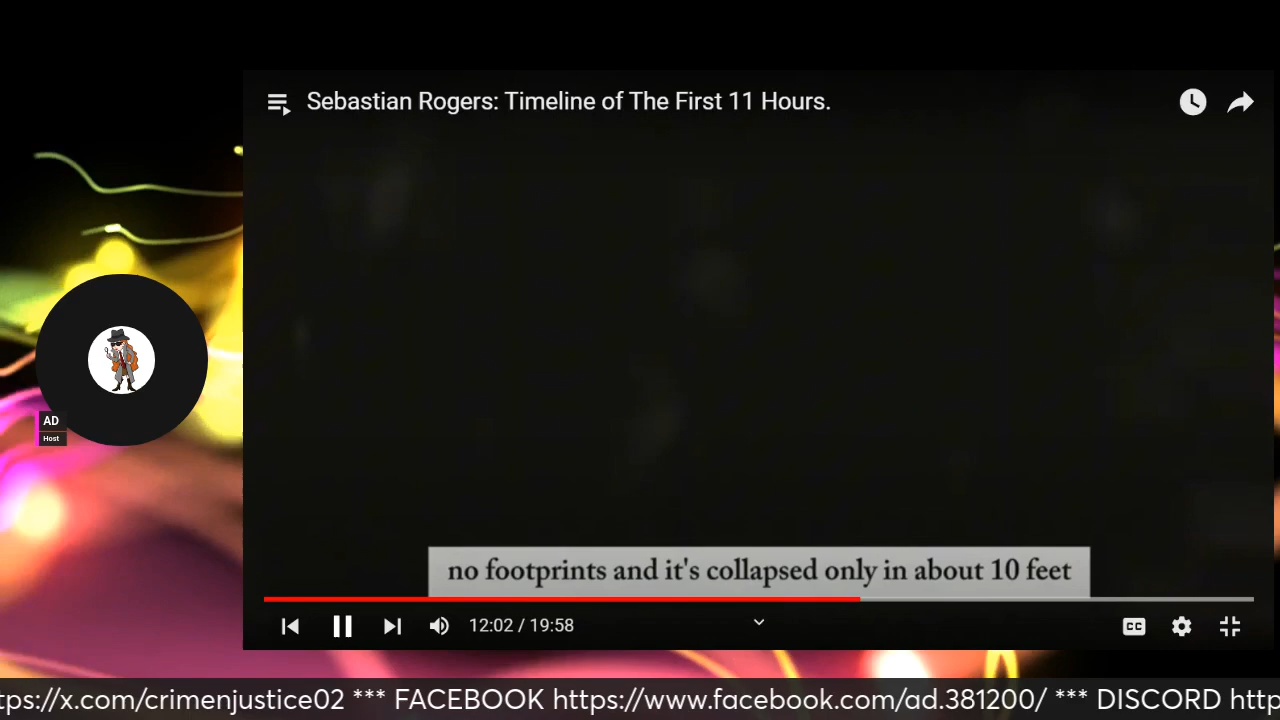 Sebastian Rogers: Timeline of The First 11 Hours.
AD
Host
no footprints and it's collapsed only in about 10 feet
12:02 / 19:58
CC
tps://x.com/crimenjustice02 *** FACEBOOK https://www.facebook.com/ad.381200/ *** DISCORD http